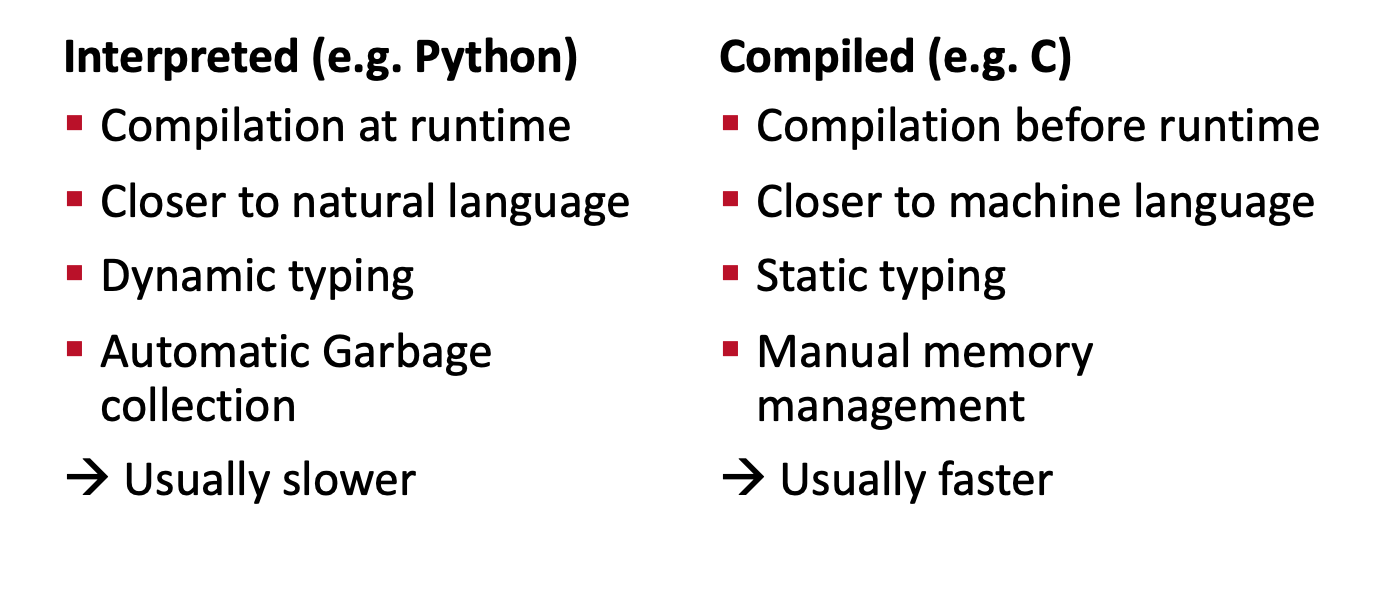 Interpreted (e.g. Python)
▪ Compilation at runtime
▪ Closer to natural language
▪ Dynamic typing
▪ Automatic Garbage
collection
→ Usually slower
Compiled (e.g. C)
▪ Compilation before runtime
▪ Closer to machine language
▪ Static typing
▪ Manual memory
management
→ Usually faster